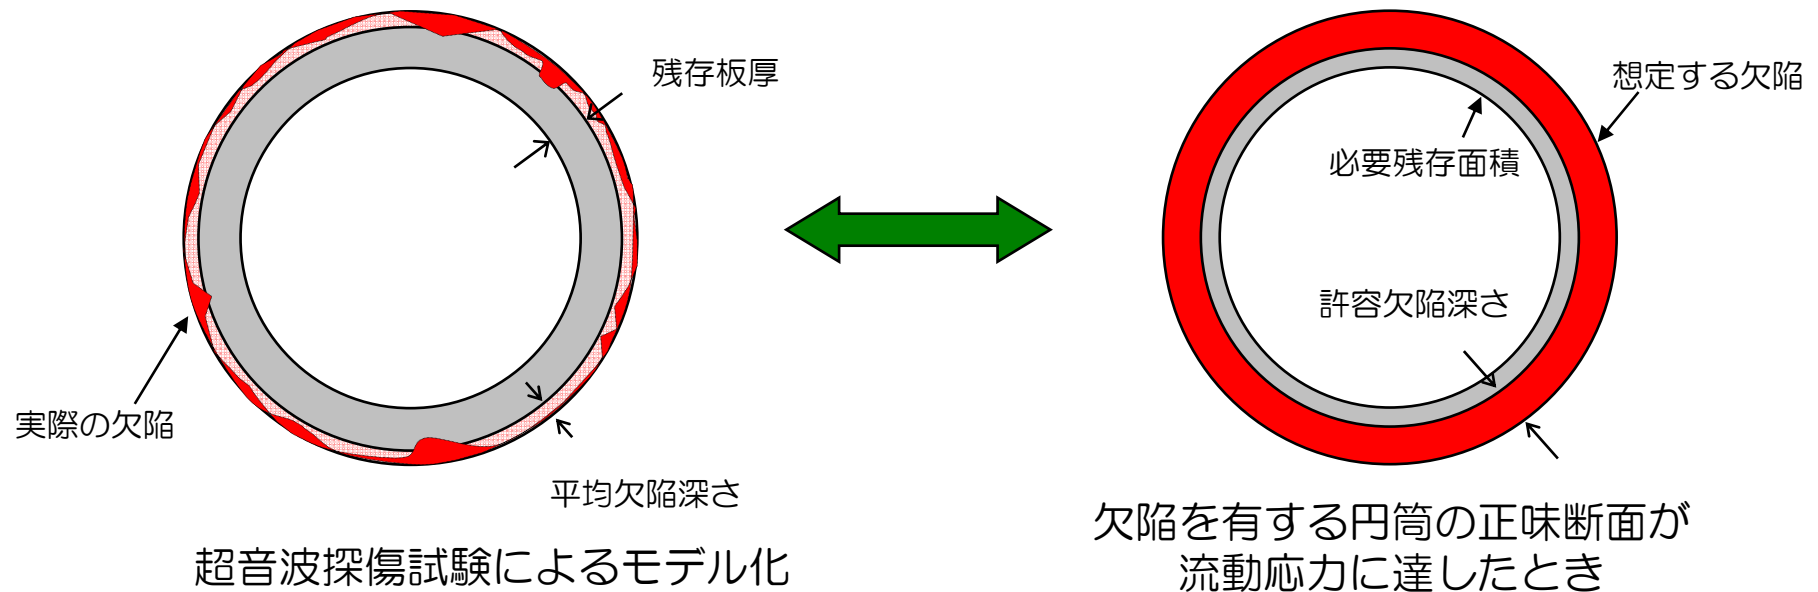 残存板厚
実際の欠陥
平均欠陥深さ
超音波探傷試験によるモデル化
想定する欠陥
必要残存面積
許容欠陥深さ
欠陥を有する円筒の正味断面が
流動応力に達したとき